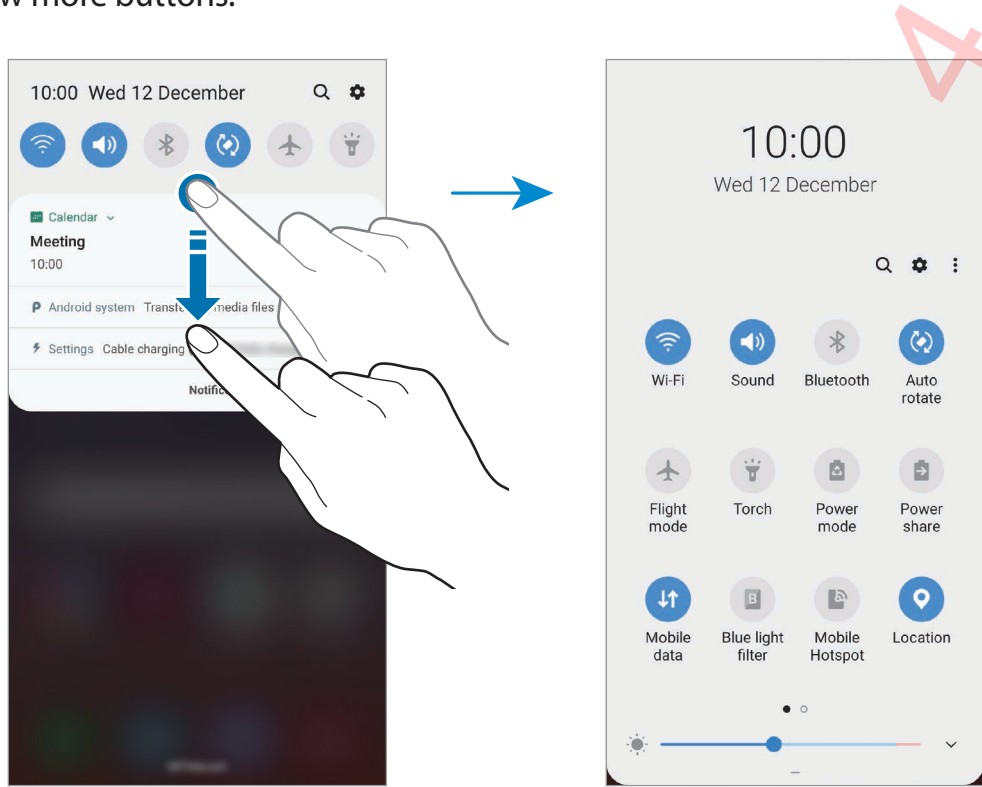 more buttons.
10:00 Wed 12 December
Calendar
Meeting
10:00
Android system media files
Settings Cable charging
10:00
Wed 12 December
Wi-Fi Sound Bluetooth Auto
rotate
Flight Torch Power Power
mode mode share
Mobile Blue light Mobile Location
data filter Hotspot